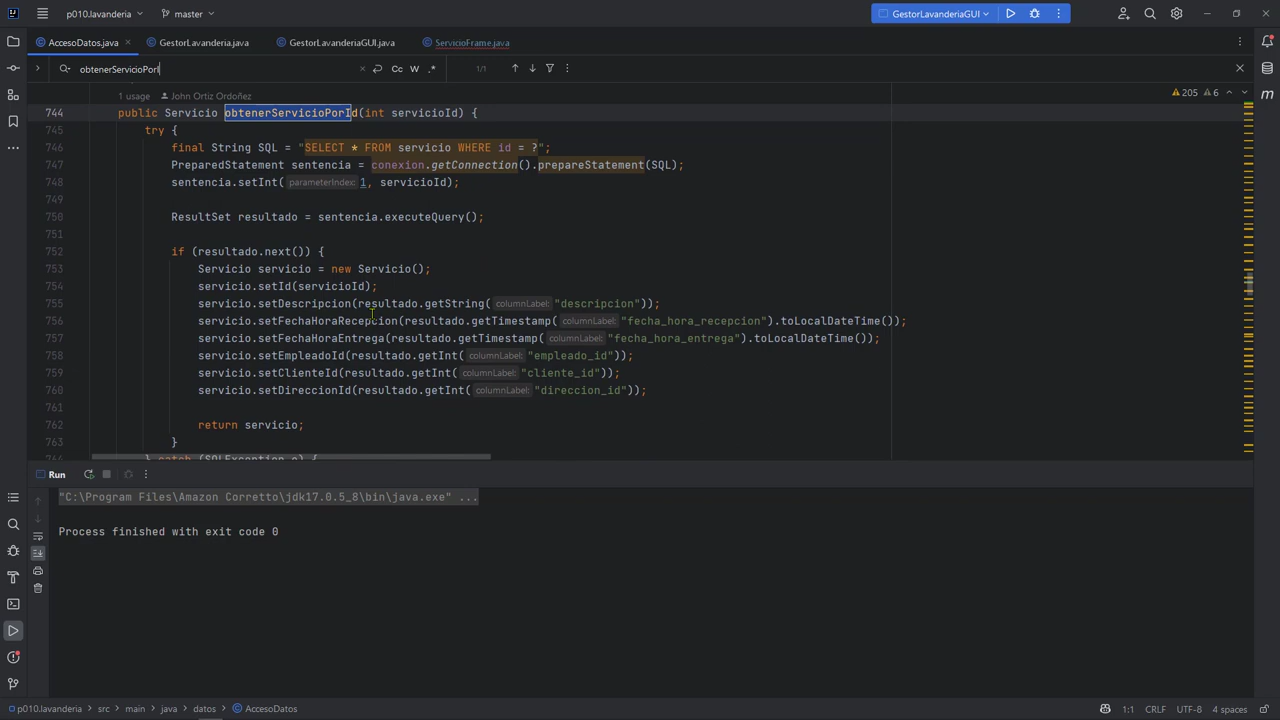 p010.lavanderia master GestorLavanderiaGUI
AccesoDatos.java GestorLavanderia.java GestorLavanderiaGUI.java ServicioFrame.java
obtenerServicioPorI Cc W .* 1/1
1 usage John Ortiz Ordoñez
205 6
744 public Servicio obtenerServicioPorId(int servicioId) {
745 try {
746 final String SQL = "SELECT * FROM servicio WHERE id = ?";
747 PreparedStatement sentencia = conexion.getConnection().prepareStatement(SQL);
748 sentencia.setInt( parameterIndex: 1, servicioId);
749
750 ResultSet resultado = sentencia.executeQuery();
751
752 if (resultado.next()) {
753 Servicio servicio = new Servicio();
754 servicio.setId(servicioId);
755 servicio.setDescripcion(resultado.getString( columnLabel: "descripcion"));
756 servicio.setFechaHoraRecepcion(resultado.getTimestamp( columnLabel: "fecha_hora_recepcion").toLocalDateTime());
757 servicio.setFechaHoraEntrega(resultado.getTimestamp( columnLabel: "fecha_hora_entrega").toLocalDateTime());
758 servicio.setEmpleadoId(resultado.getInt( columnLabel: "empleado_id"));
759 servicio.setClienteId(resultado.getInt( columnLabel: "cliente_id"));
760 servicio.setDireccionId(resultado.getInt( columnLabel: "direccion_id"));
761
762 return servicio;
763 }
764 } catch (SQLException e) {
Run
"C:\Program Files\Amazon Corretto\jdk17.0.5_8\bin\java.exe" ...
Process finished with exit code 0
p010.lavanderia > src > main > java > datos > AccesoDatos 1:1 CRLF UTF-8 4 spaces